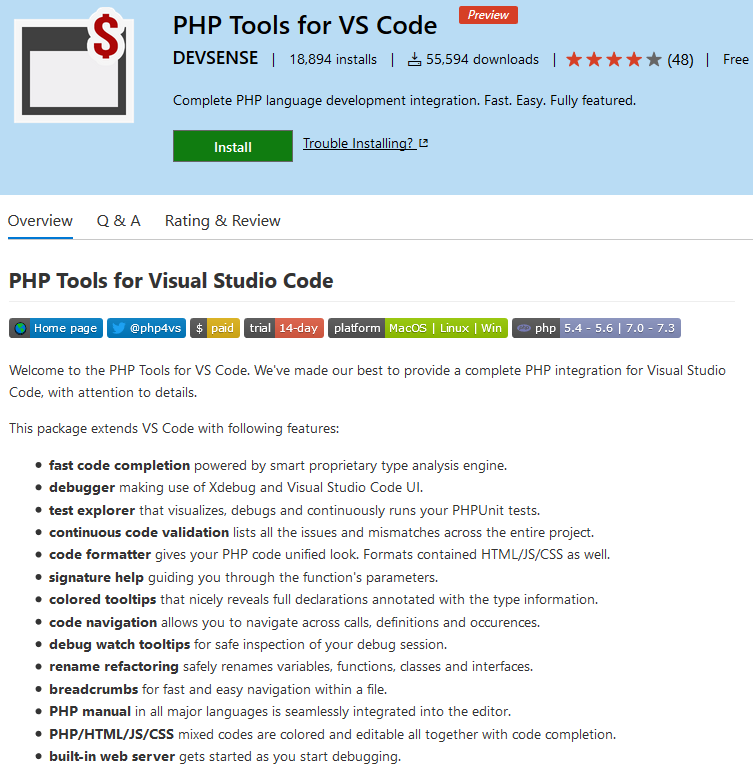 $
PHP Tools for VS Code Preview
DEVSENSE | 18,894 installs | 55,594 downloads | (48) | Free
Complete PHP language development integration. Fast. Easy. Fully featured.
Install Trouble Installing?
Overview Q & A Rating & Review
PHP Tools for Visual Studio Code
Home page @php4vs $ paid trial 14-day platform MacOS | Linux | Win php php 5.4 - 5.6 | 7.0 - 7.3
Welcome to the PHP Tools for VS Code. We've made our best to provide a complete PHP integration for Visual Studio
Code, with attention to details.
This package extends VS Code with following features:
• fast code completion powered by smart proprietary type analysis engine.
• debugger making use of Xdebug and Visual Studio Code UI.
• test explorer that visualizes, debugs and continuously runs your PHPUnit tests.
• continuous code validation lists all the issues and mismatches across the entire project.
• code formatter gives your PHP code unified look. Formats contained HTML/JS/CSS as well.
• signature help guiding you through the function's parameters.
• colored tooltips that nicely reveals full declarations annotated with the type information.
• code navigation allows you to navigate across calls, definitions and occurences.
• debug watch tooltips for safe inspection of your debug session.
• rename refactoring safely renames variables, functions, classes and interfaces.
• breadcrumbs for fast and easy navigation within a file.
• PHP manual in all major languages is seamlessly integrated into the editor.
• PHP/HTML/JS/CSS mixed codes are colored and editable all together with code completion.
• built-in web server gets started as you start debugging.